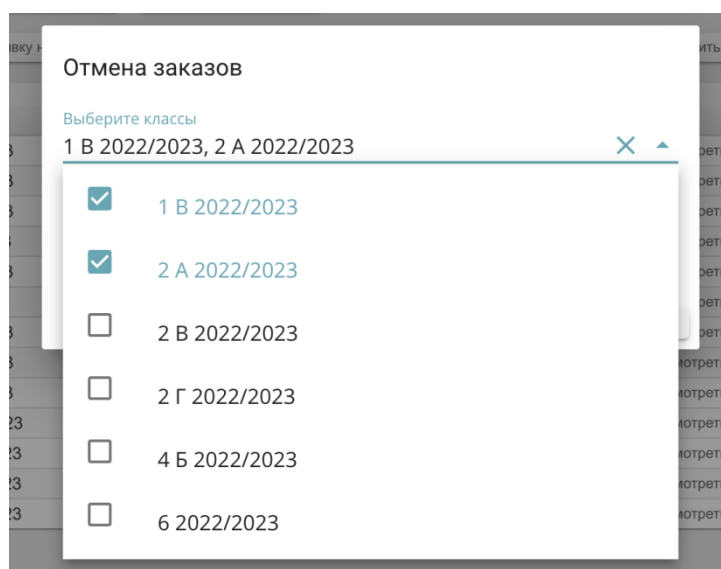 Отмена заказов
Выберите классы
1 В 2022/2023, 2 А 2022/2023
1 В 2022/2023
2 А 2022/2023
2 В 2022/2023
2 Г 2022/2023
4 Б 2022/2023
6 2022/2023